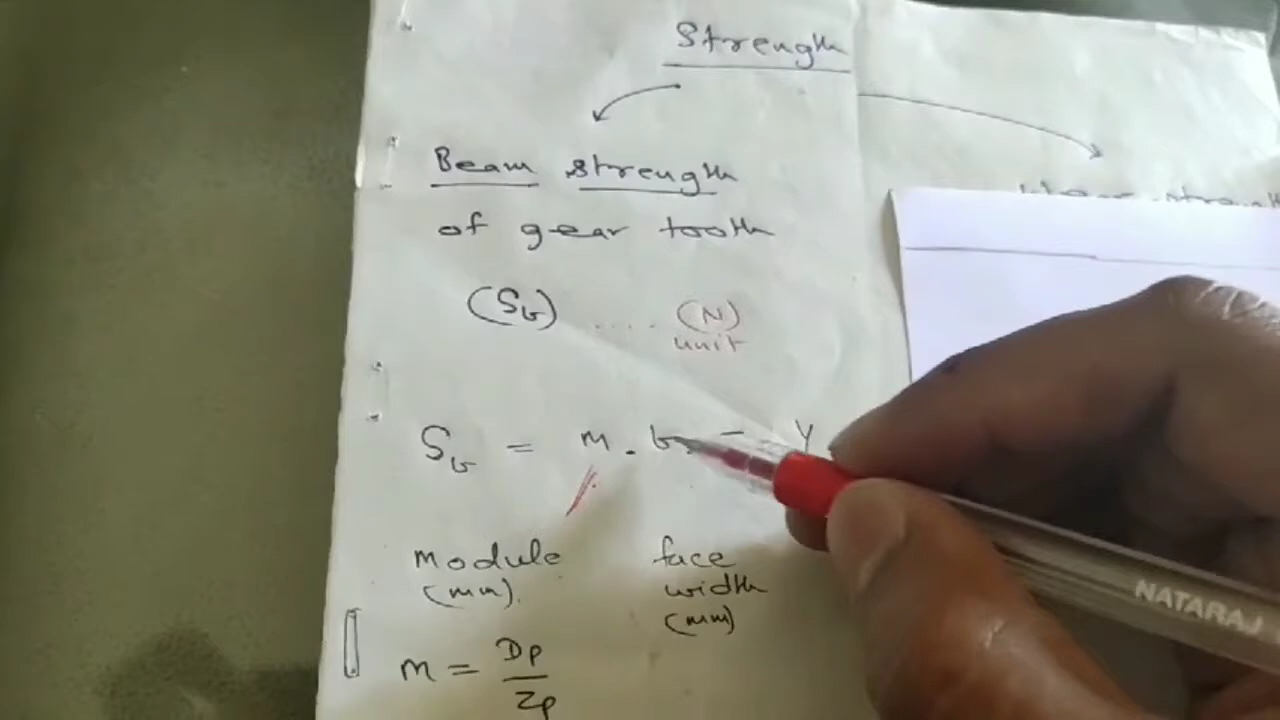 Strength
Beam strength
of gear tooth
(Sb) .... (N)
unit
Sb = m . b. Y
module
(mm).
face
width
(mm)
m = Dp
Zp
NATARAJ